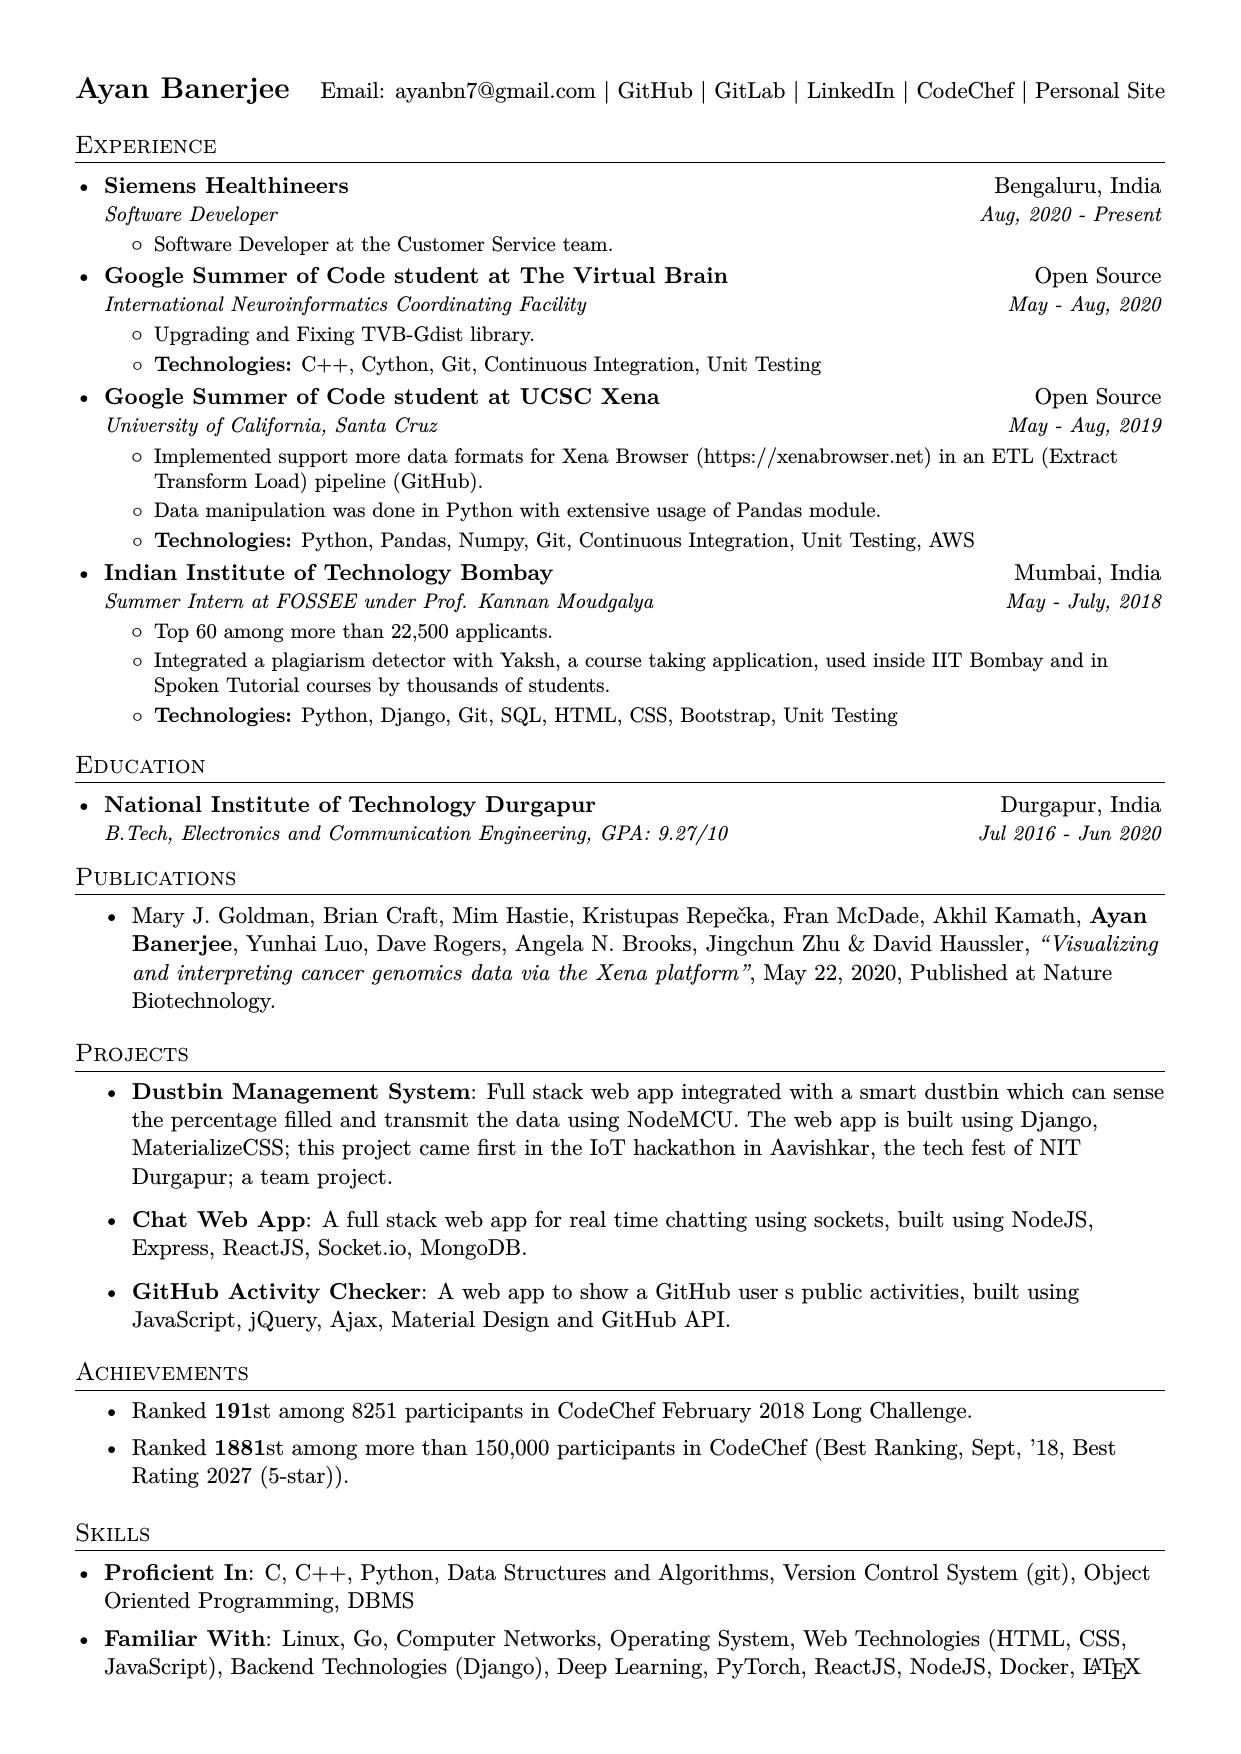 Ayan Banerjee Email: ayanbn7@gmail.com | GitHub | GitLab | LinkedIn | CodeChef | Personal Site
Experience
• Siemens Healthineers Bengaluru, India
Software Developer Aug, 2020 - Present
◦ Software Developer at the Customer Service team.
• Google Summer of Code student at The Virtual Brain Open Source
International Neuroinformatics Coordinating Facility May - Aug, 2020
◦ Upgrading and Fixing TVB-Gdist library.
◦ Technologies: C++, Cython, Git, Continuous Integration, Unit Testing
• Google Summer of Code student at UCSC Xena Open Source
University of California, Santa Cruz May - Aug, 2019
◦ Implemented support more data formats for Xena Browser (https://xenabrowser.net) in an ETL (Extract
Transform Load) pipeline (GitHub).
◦ Data manipulation was done in Python with extensive usage of Pandas module.
◦ Technologies: Python, Pandas, Numpy, Git, Continuous Integration, Unit Testing, AWS
• Indian Institute of Technology Bombay Mumbai, India
Summer Intern at FOSSEE under Prof. Kannan Moudgalya May - July, 2018
◦ Top 60 among more than 22,500 applicants.
◦ Integrated a plagiarism detector with Yaksh, a course taking application, used inside IIT Bombay and in
Spoken Tutorial courses by thousands of students.
◦ Technologies: Python, Django, Git, SQL, HTML, CSS, Bootstrap, Unit Testing
Education
• National Institute of Technology Durgapur Durgapur, India
B.Tech, Electronics and Communication Engineering, GPA: 9.27/10 Jul 2016 - Jun 2020
Publications
• Mary J. Goldman, Brian Craft, Mim Hastie, Kristupas Repečka, Fran McDade, Akhil Kamath, Ayan
Banerjee, Yunhai Luo, Dave Rogers, Angela N. Brooks, Jingchun Zhu & David Haussler, “Visualizing
and interpreting cancer genomics data via the Xena platform”, May 22, 2020, Published at Nature
Biotechnology.
Projects
• Dustbin Management System: Full stack web app integrated with a smart dustbin which can sense
the percentage filled and transmit the data using NodeMCU. The web app is built using Django,
MaterializeCSS; this project came first in the IoT hackathon in Aavishkar, the tech fest of NIT
Durgapur; a team project.
• Chat Web App: A full stack web app for real time chatting using sockets, built using NodeJS,
Express, ReactJS, Socket.io, MongoDB.
• GitHub Activity Checker: A web app to show a GitHub user s public activities, built using
JavaScript, jQuery, Ajax, Material Design and GitHub API.
Achievements
• Ranked 191st among 8251 participants in CodeChef February 2018 Long Challenge.
• Ranked 1881st among more than 150,000 participants in CodeChef (Best Ranking, Sept, ’18, Best
Rating 2027 (5-star)).
Skills
• Proficient In: C, C++, Python, Data Structures and Algorithms, Version Control System (git), Object
Oriented Programming, DBMS
• Familiar With: Linux, Go, Computer Networks, Operating System, Web Technologies (HTML, CSS,
JavaScript), Backend Technologies (Django), Deep Learning, PyTorch, ReactJS, NodeJS, Docker, LATEX